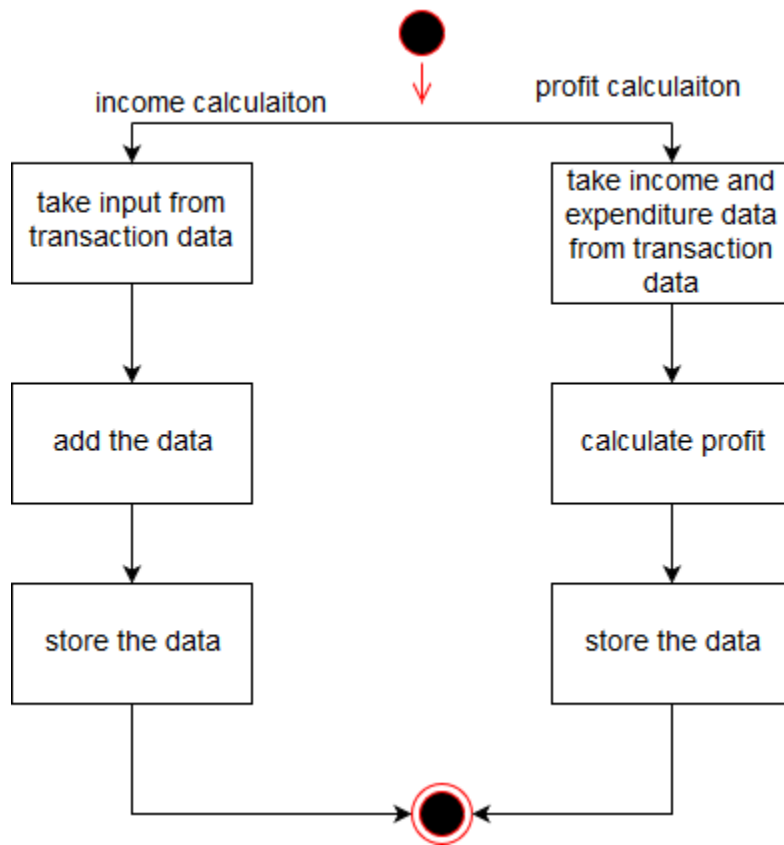 income calculaiton
profit calculaiton
take input from
transaction data
take income and
expenditure data
from transaction
data
add the data
calculate profit
store the data
store the data